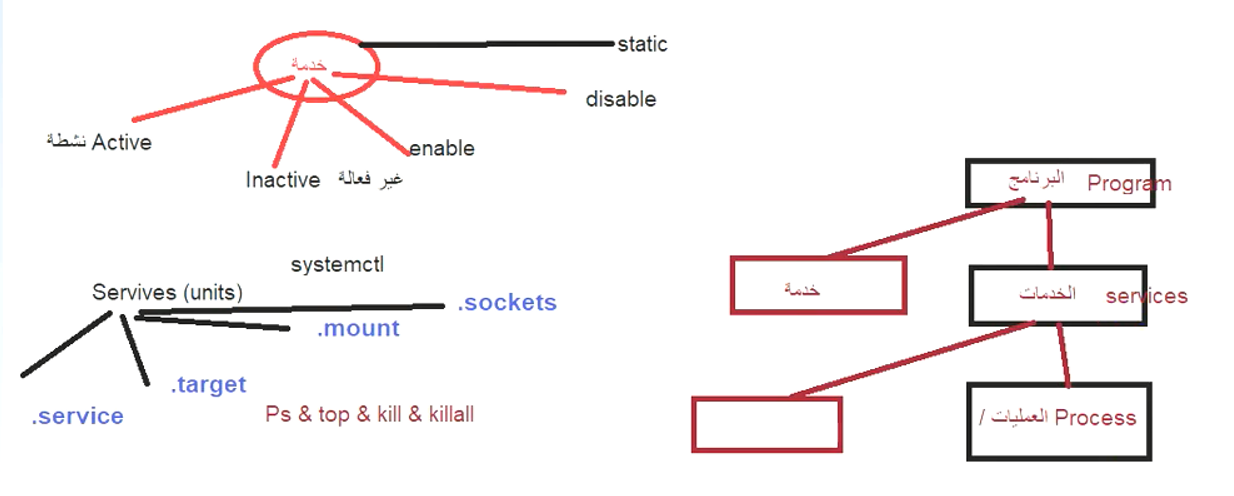 static
خدمة
disable
نشطة Active
enable
Inactive غير فعالة
systemctl
Servives (units)
.sockets
.mount
.target
.service
Ps & top & kill & killall
البرنامج Program
خدمة
الخدمات services
العمليات / Process